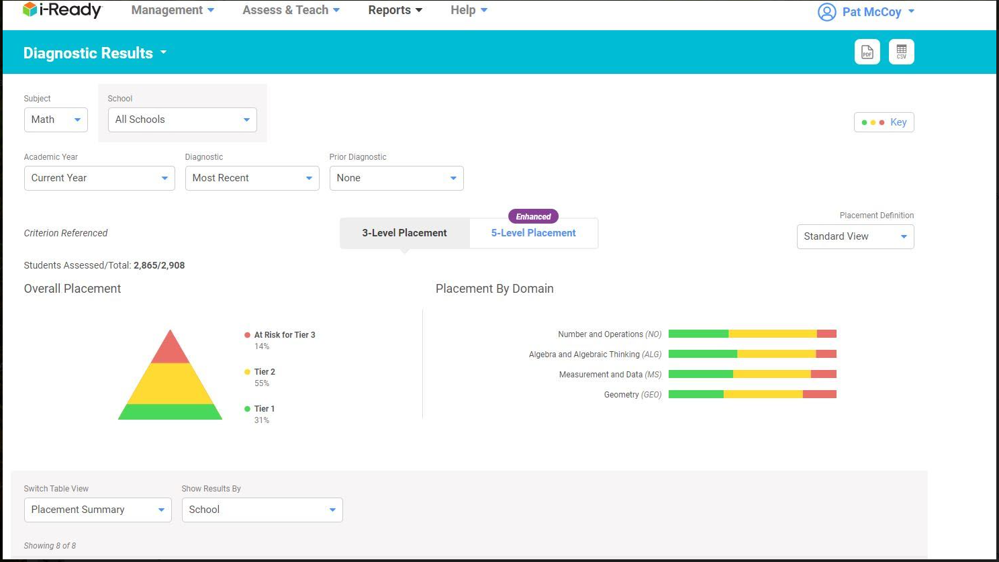 i-Ready Management Assess & Teach Reports Help Pat McCoy
Diagnostic Results PDF CSV
Subject School
Math All Schools
Key
Academic Year Diagnostic Prior Diagnostic
Current Year Most Recent None
Enhanced Placement Definition
Criterion Referenced 3-Level Placement 5-Level Placement Standard View
Students Assessed/Total: 2,865/2,908
Overall Placement
At Risk for Tier 3
14%
Tier 2
55%
Tier 1
31%
Placement By Domain
Number and Operations (NO)
Algebra and Algebraic Thinking (ALG)
Measurement and Data (MS)
Geometry (GEO)
Switch Table View Show Results By
Placement Summary School
Showing 8 of 8